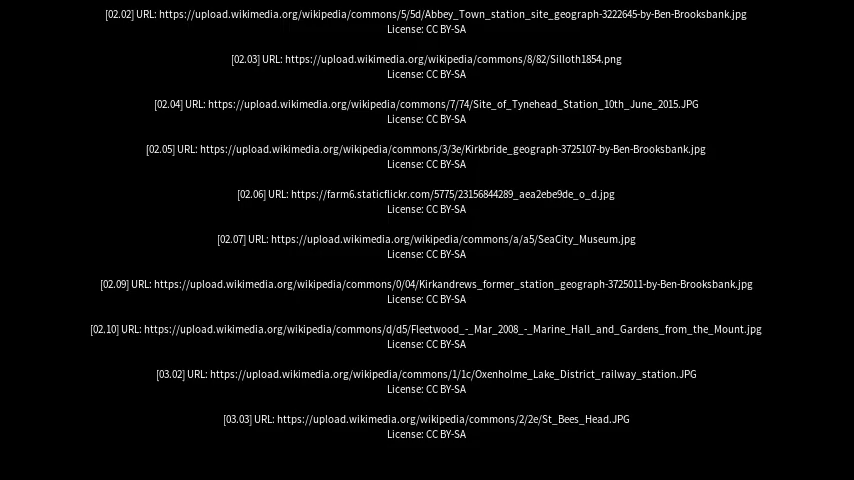 [02.02] URL: https://upload.wikimedia.org/wikipedia/commons/5/5d/Abbey_Town_station_site_geograph-3222645-by-Ben-Brooksbank.jpg
License: CC BY-SA
[02.03] URL: https://upload.wikimedia.org/wikipedia/commons/8/82/Silloth1854.png
License: CC BY-SA
[02.04] URL: https://upload.wikimedia.org/wikipedia/commons/7/74/Site_of_Tynehead_Station_10th_June_2015.JPG
License: CC BY-SA
[02.05] URL: https://upload.wikimedia.org/wikipedia/commons/3/3e/Kirkbride_geograph-3725107-by-Ben-Brooksbank.jpg
License: CC BY-SA
[02.06] URL: https://farm6.staticflickr.com/5775/23156844289_aea2ebe9de_o_d.jpg
License: CC BY-SA
[02.07] URL: https://upload.wikimedia.org/wikipedia/commons/a/a5/SeaCity_Museum.jpg
License: CC BY-SA
[02.09] URL: https://upload.wikimedia.org/wikipedia/commons/0/04/Kirkandrews_former_station_geograph-3725011-by-Ben-Brooksbank.jpg
License: CC BY-SA
[02.10] URL: https://upload.wikimedia.org/wikipedia/commons/d/d5/Fleetwood_-_Mar_2008_-_Marine_Hall_and_Gardens_from_the_Mount.jpg
License: CC BY-SA
[03.02] URL: https://upload.wikimedia.org/wikipedia/commons/1/1c/Oxenholme_Lake_District_railway_station.JPG
License: CC BY-SA
[03.03] URL: https://upload.wikimedia.org/wikipedia/commons/2/2e/St_Bees_Head.JPG
License: CC BY-SA